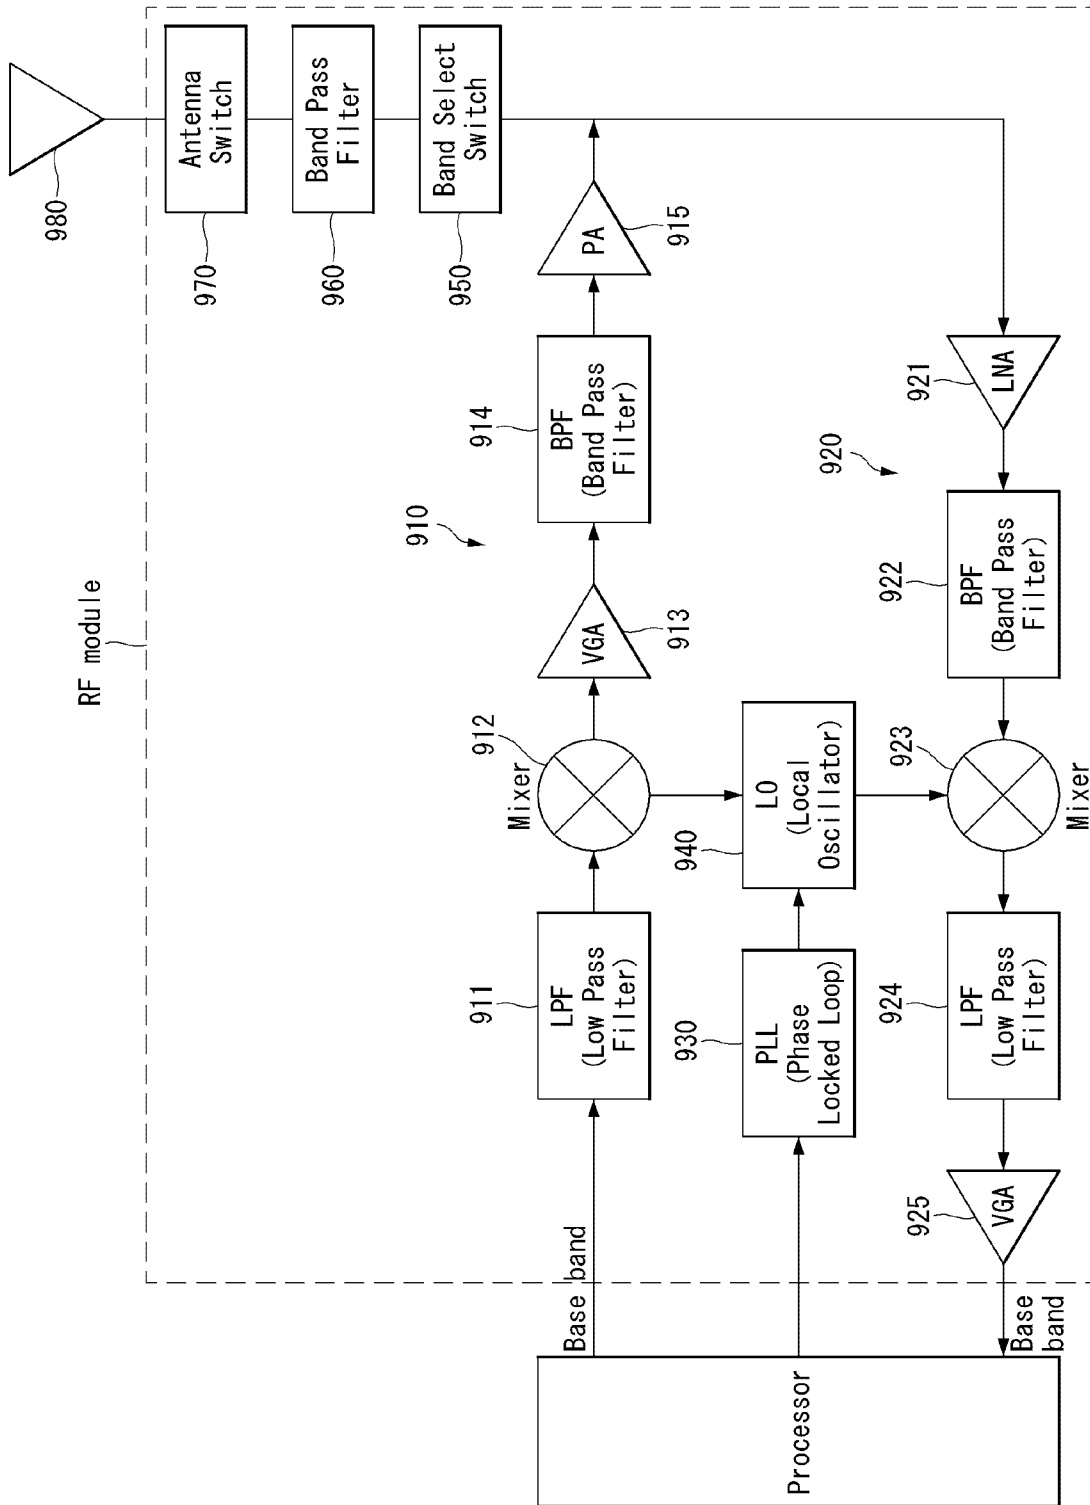 RF module
980
Antenna
Switch
970
Band Pass
Filter
960
Band Select
Switch
950
910
Base band
911
LPF
(Low Pass
Filter)
Mixer
912
VGA
913
914
BPF
(Band Pass
Filter)
PA
915
Processor
930
PLL
(Phase
Locked Loop)
940
LO
(Local
Oscillator)
920
921
LNA
922
BPF
(Band Pass
Filter)
923
Mixer
924
LPF
(Low Pass
Filter)
925
VGA
Base
band